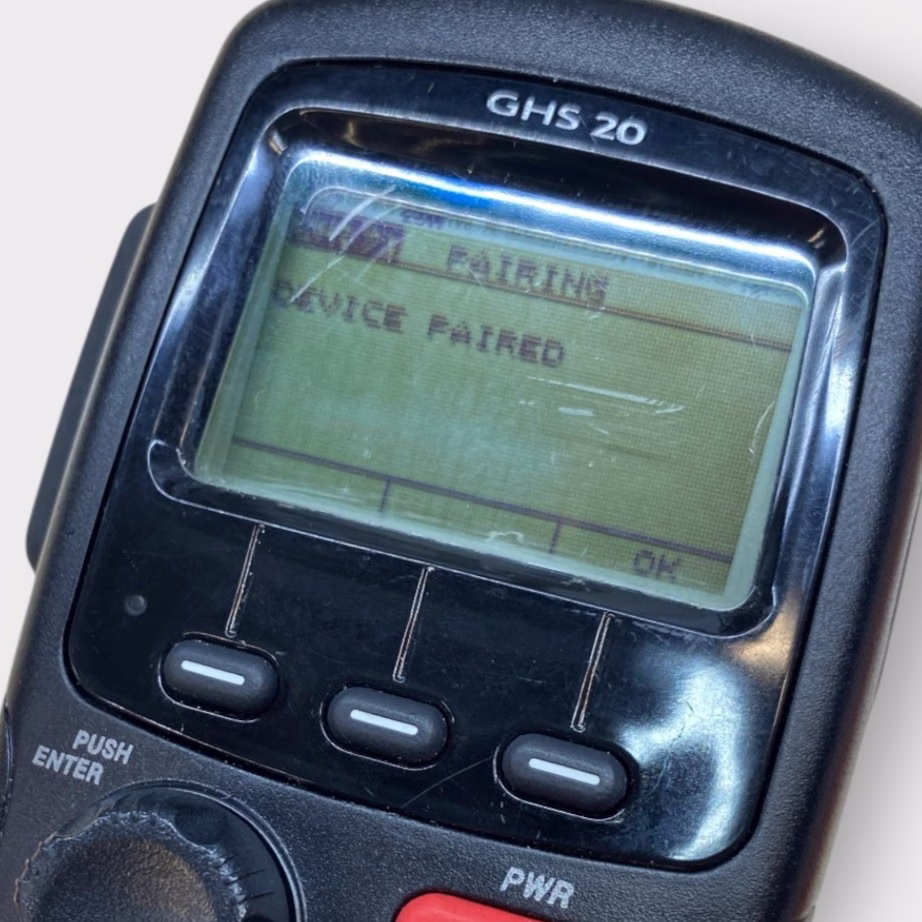 GHS 20
PAIRING
DEVICE PAIRED
OK
PUSH
ENTER
PWR